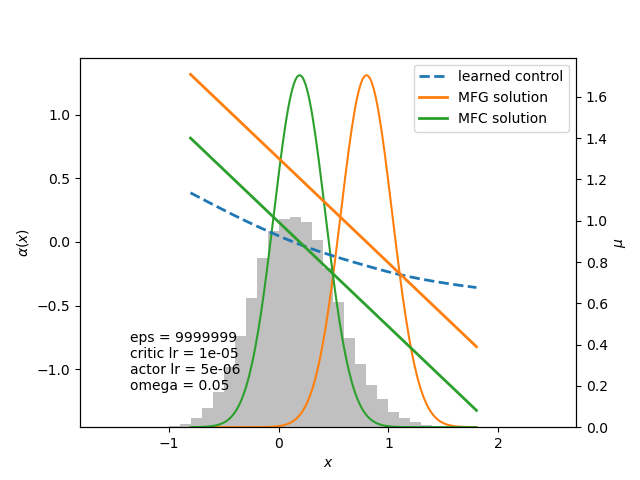 learned control
MFG solution
MFC solution
1.0
0.5
0.0
−0.5
−1.0
α(x)
1.6
1.4
1.2
1.0
0.8
0.6
0.4
0.2
0.0
μ
eps = 9999999
critic lr = 1e-05
actor lr = 5e-06
omega = 0.05
−1
0
1
2
x